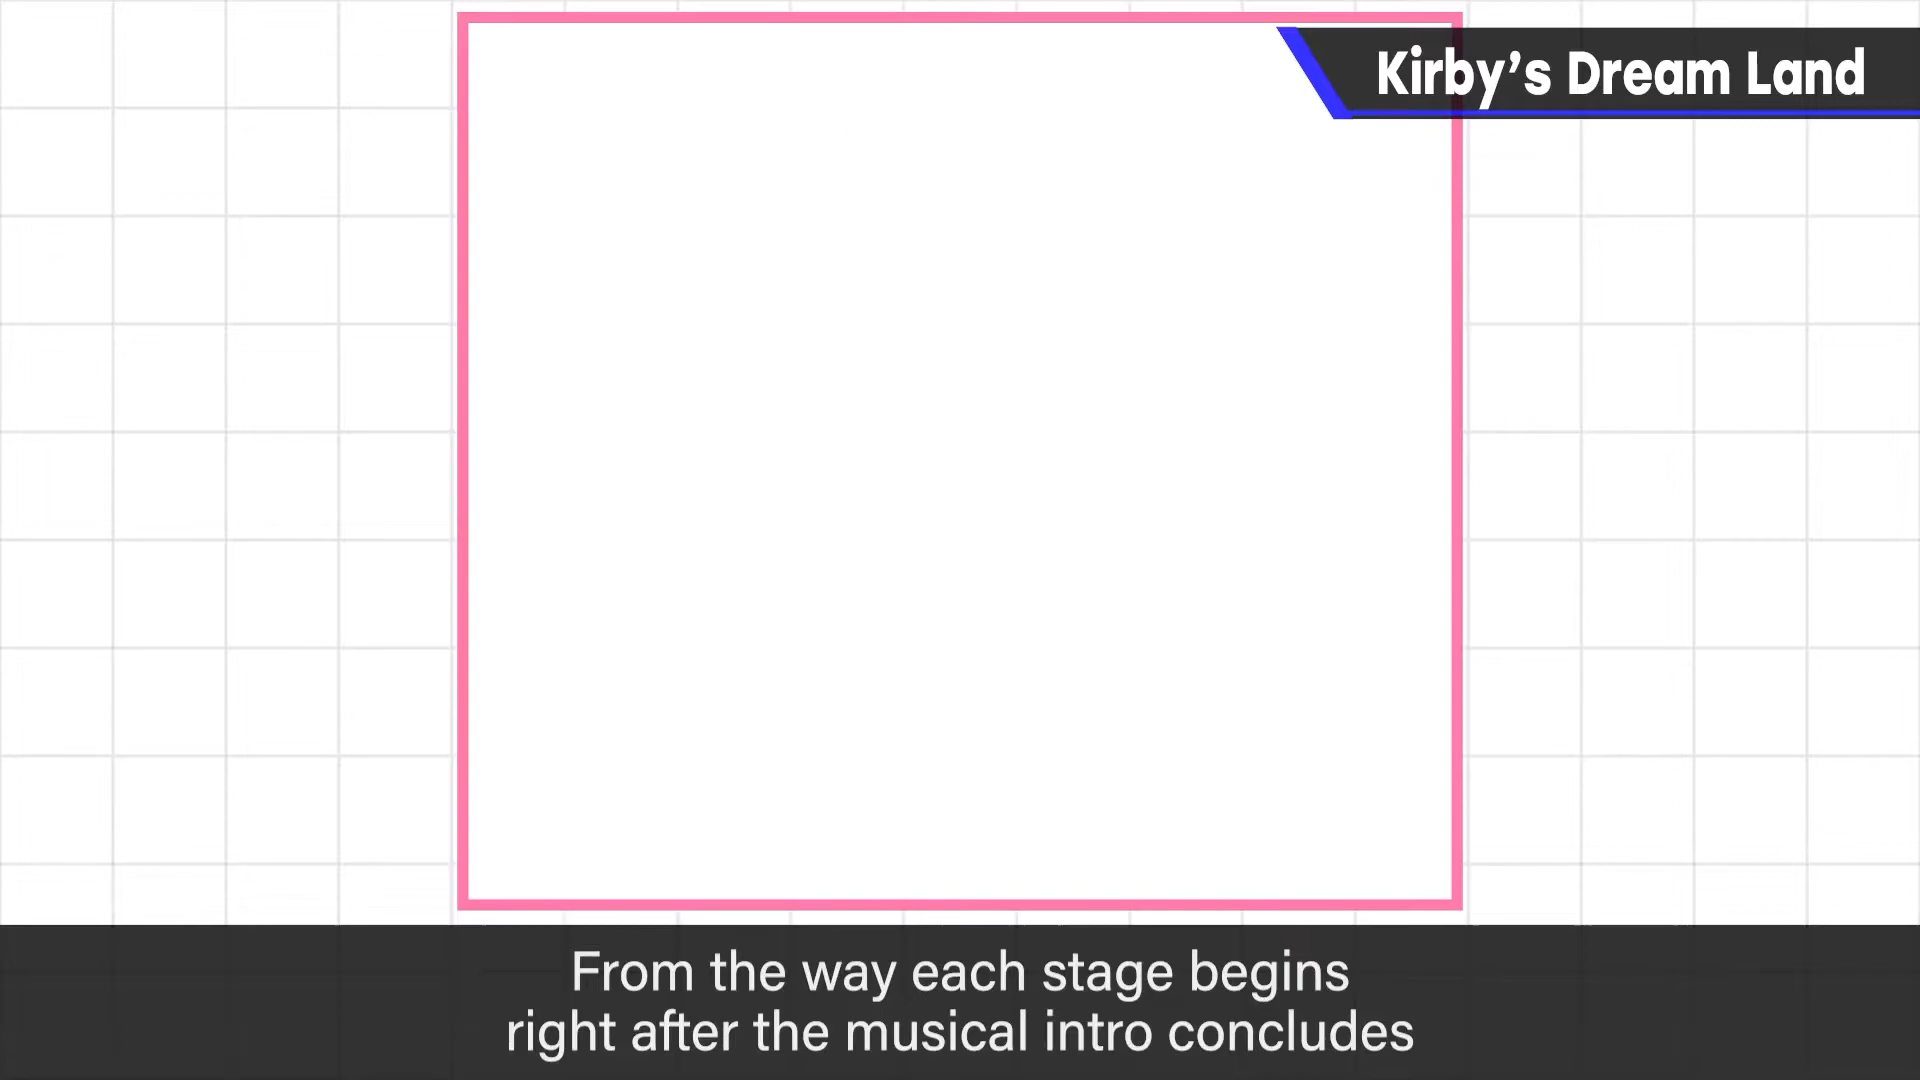 Kirby’s Dream Land
From the way each stage begins
right after the musical intro concludes